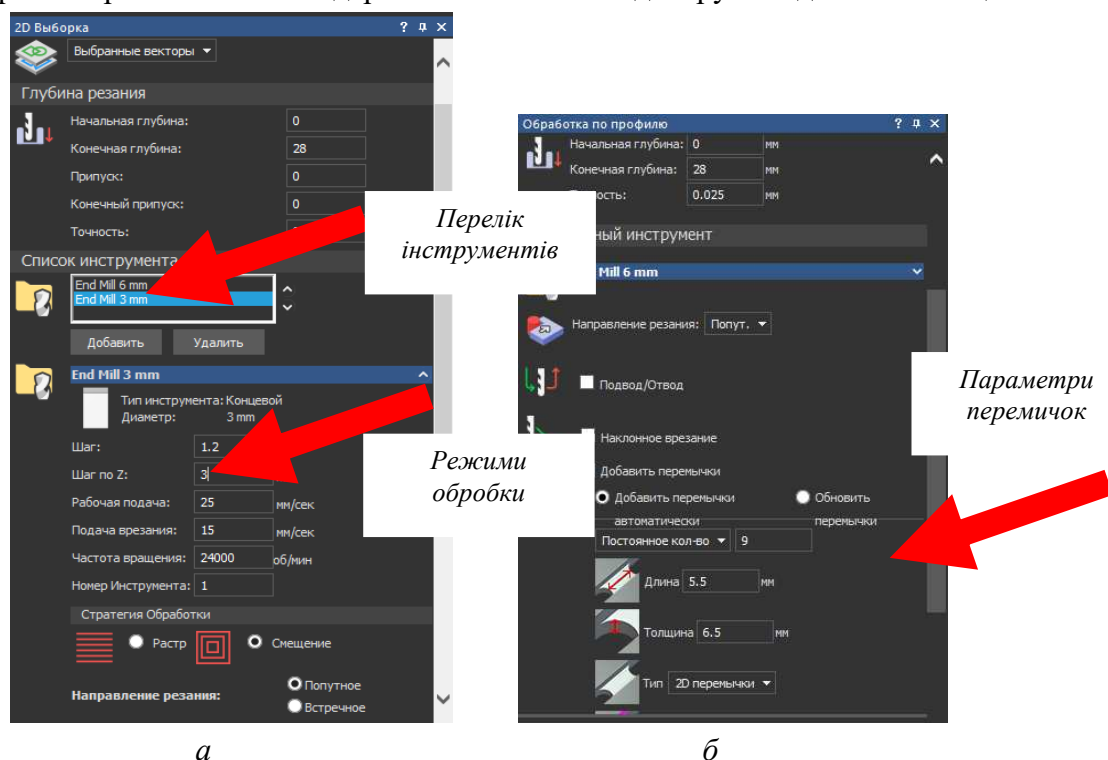 2D Выборка
Выбранные векторы
Глубина резания
Начальная глубина: 0
Конечная глубина: 28
Припуск: 0
Конечный припуск: 0
Точность:
End Mill 6 mm
End Mill 3 mm
Добавить Удалить
End Mill 3 mm
Тип инструмента: Концевой
Диаметр: 3 mm
Шаг: 1.2
Шаг по Z: 3
Рабочая подача: 25 мм/сек
Подача врезания: 15 мм/сек
Частота вращения: 24000 об/мин
Номер Инструмента: 1
Стратегия Обработки
Растр Смещение
Направление резания: Попутное
Встречное
Перелік
інструментів
Режими
обробки
а
Обработка по профилю
Начальная глубина: 0 мм
Конечная глубина: 28 мм
0.025 мм
инструмент
Mill 6 mm
Направление резания: Попут.
Подвод/Отвод
Наклонное врезание
Добавить перемычки
Добавить перемычки Обновить
автоматически перемычки
Постоянное кол-во 9
Длина 5.5 мм
Толщина 6.5 мм
Тип 2D перемычки
Параметри
перемичок
б